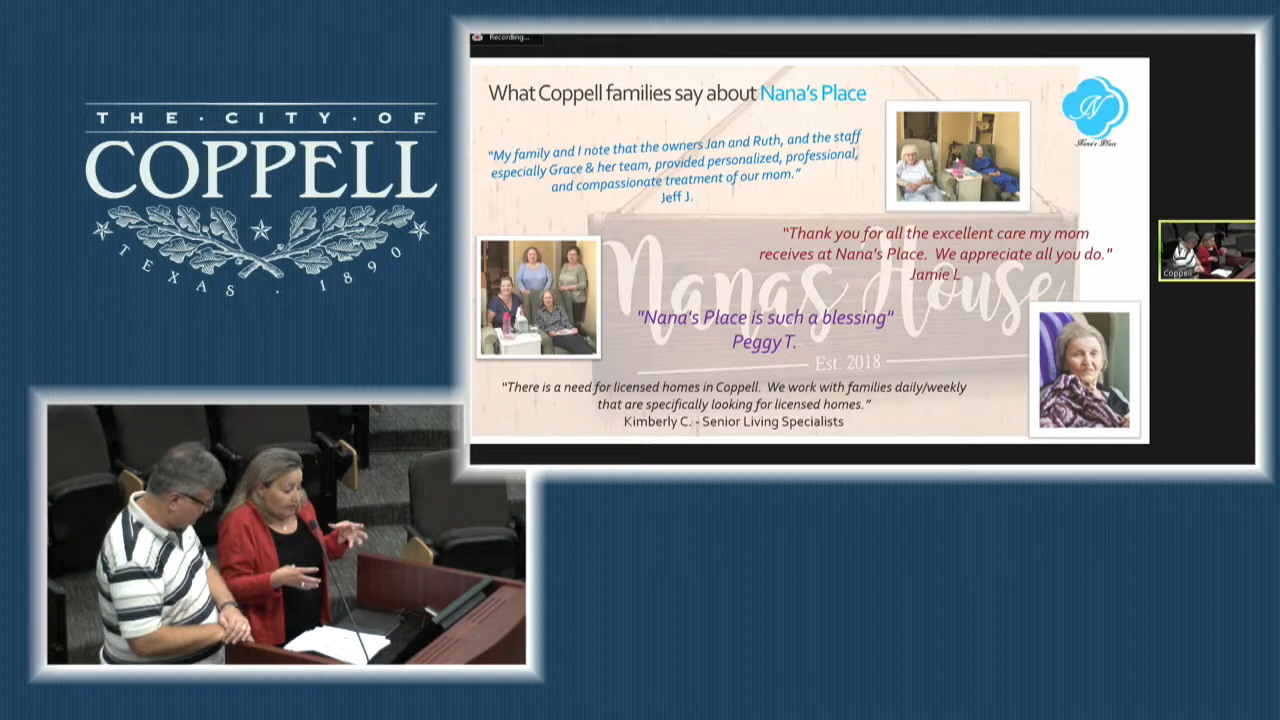 Recording...
THE · CITY · OF
COPPELL
TEXAS · 1890
What Coppell families say about Nana's Place
N
Nana's Place
"My family and I note that the owners Jan and Ruth, and the staff
especially Grace & her team, provided personalized, professional,
and compassionate treatment of our mom."
Jeff J.
"Thank you for all the excellent care my mom
receives at Nana's Place. We appreciate all you do."
Jamie L
Nanas House
Est. 2018
"Nana's Place is such a blessing"
Peggy T.
"There is a need for licensed homes in Coppell. We work with families daily/weekly
that are specifically looking for licensed homes."
Kimberly C. - Senior Living Specialists
Coppell